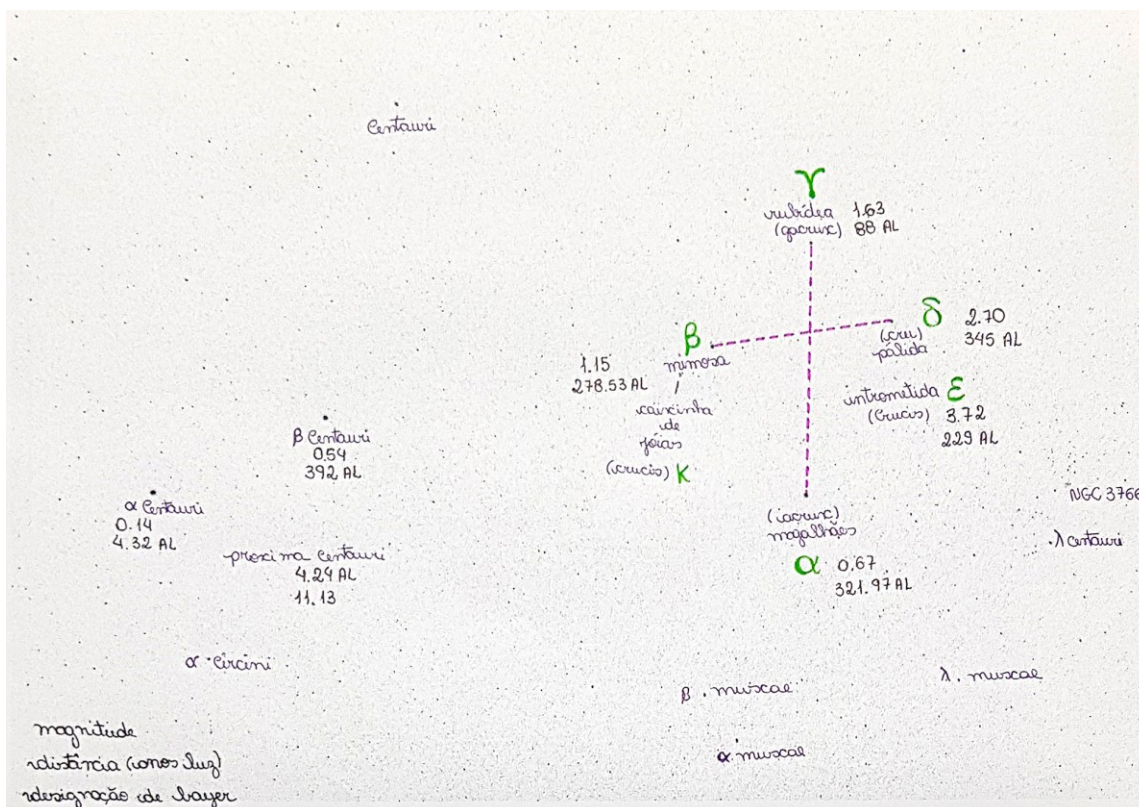 Centauri
γ
rubídea 1.63
(gacrux) 88 AL
δ 2.70
(cru) 345 AL
pálida
β
mimosa
1.15
278.53 AL
caixinha
de
jóias
(crucis) K
intrometida ε
(Crucis) 3.72
229 AL
β Centauri
0.54
392 AL
α Centauri
0.14
4.32 AL
proxima Centauri
4.24 AL
11.13
(acrux)
magalhães
α 0.67
321.97 AL
NGC 3766
λ centauri
α Circini
β muscae
λ muscae
α muscae
magnitude
distância (anos luz)
designação de bayer